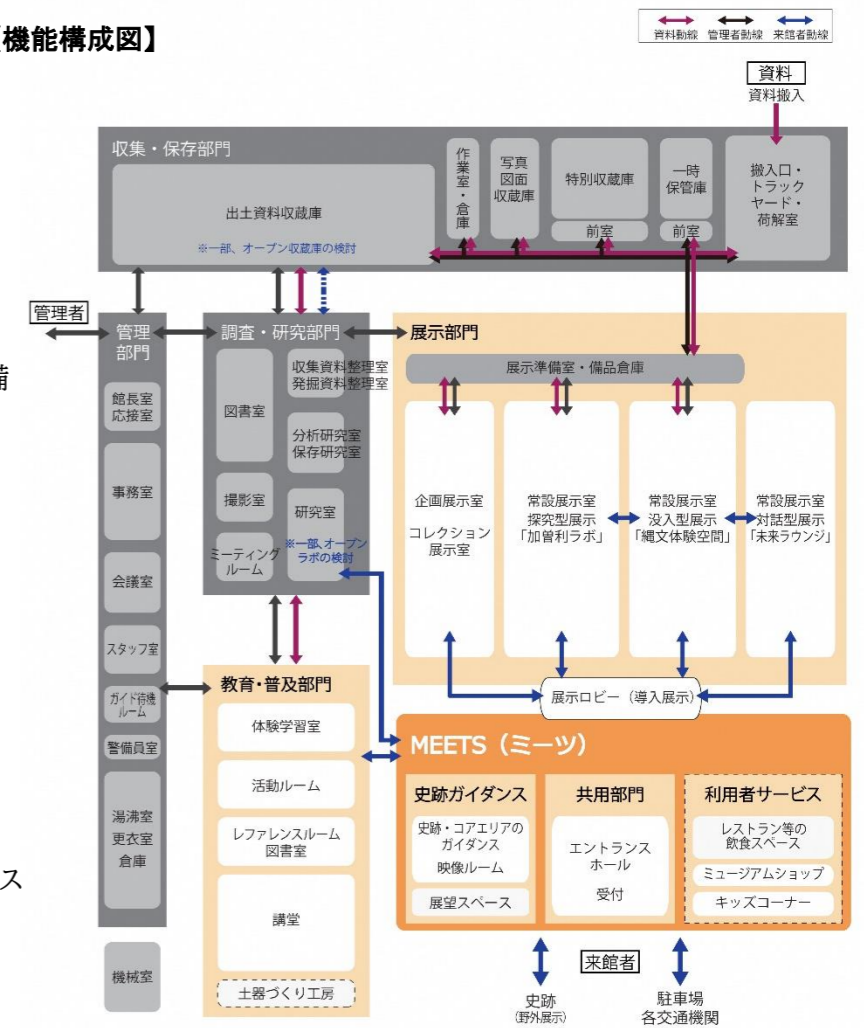 機能構成図】
資料動線 管理者動線 来館者動線
資料
資料搬入
収集・保存部門
出土資料収蔵庫
※一部、オープン収蔵庫の検討
作業室・倉庫
写真
図面
収蔵庫
特別収蔵庫
前室
一時
保管庫
前室
搬入口・
トラック
ヤード・
荷解室
管理者
管理
部門
館長室
応接室
事務室
会議室
スタッフ室
ガイド待機
ルーム
警備員室
湯沸室
更衣室
倉庫
機械室
調査・研究部門
図書室
収集資料整理室
発掘資料整理室
分析研究室
保存研究室
撮影室
研究室
※一部、オープン
ラボの検討
ミーティング
ルーム
展示部門
展示準備室・備品倉庫
企画展示室
コレクション
展示室
常設展示室
探究型展示
「加曽利ラボ」
常設展示室
没入型展示
「縄文体験空間」
常設展示室
対話型展示
「未来ラウンジ」
展示ロビー（導入展示）
教育・普及部門
体験学習室
活動ルーム
レファレンスルーム
図書室
講堂
土器づくり工房
MEETS（ミーツ）
史跡ガイダンス
史跡・コアエリアの
ガイダンス
映像ルーム
展望スペース
共用部門
エントランス
ホール
受付
利用者サービス
レストラン等の
飲食スペース
ミュージアムショップ
キッズコーナー
来館者
史跡
（野外展示）
駐車場
各交通機関
備
ス